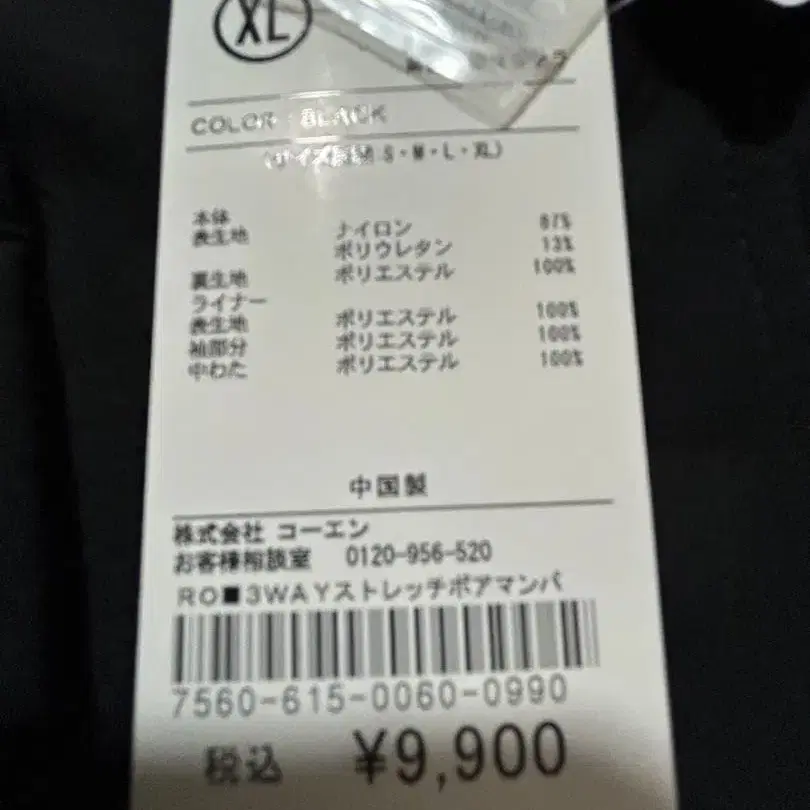 XL
COLOR BLACK
(サイズ展開:S・M・L・XL)
本体
表生地 ナイロン 87%
ポリウレタン 13%
裏生地 ポリエステル 100%
ライナー
表生地 ポリエステル 100%
袖部分 ポリエステル 100%
中わた ポリエステル 100%
中国製
株式会社 コーエン
お客様相談室 0120-956-520
RO■3WAYストレッチボアマンパ
7560-615-0060-0990
税込 ¥9,900